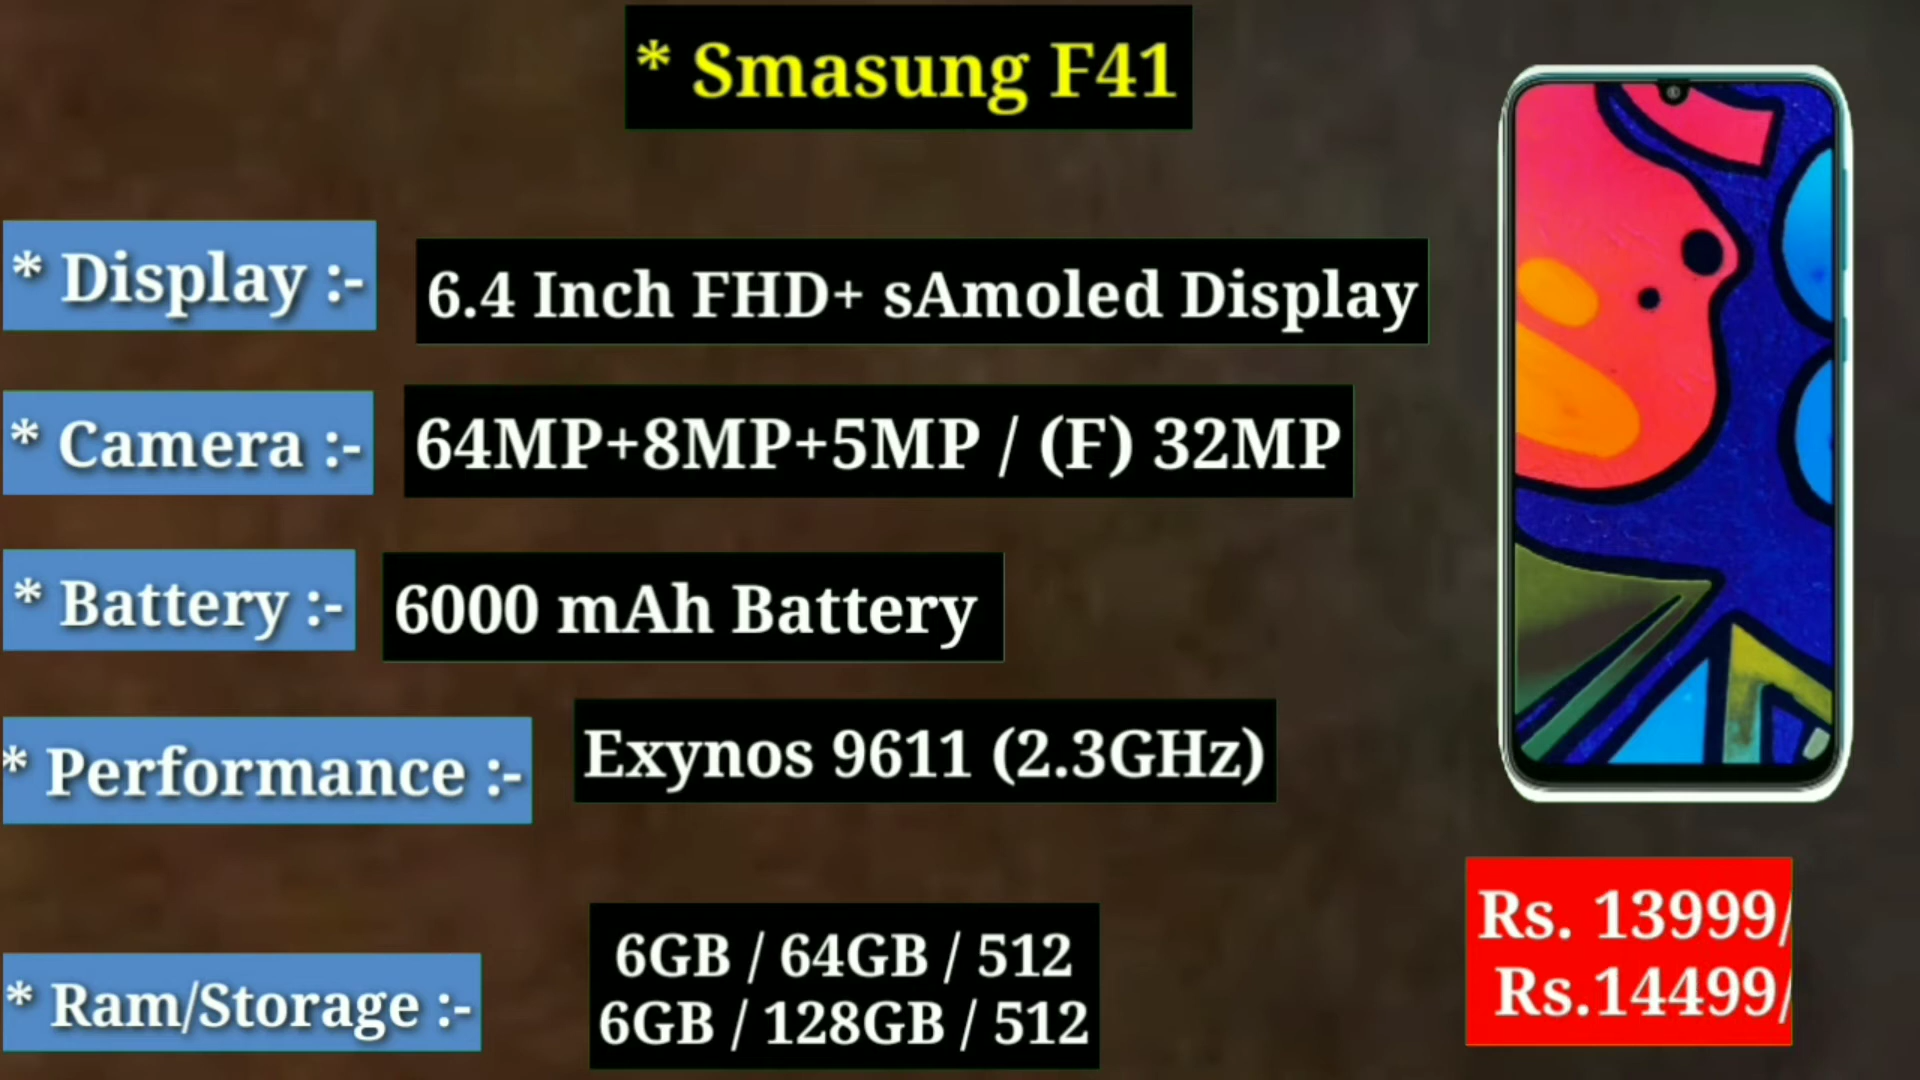 * Smasung F41
* Display :- 6.4 Inch FHD+ sAmoled Display
* Camera :- 64MP+8MP+5MP / (F) 32MP
* Battery :- 6000 mAh Battery
* Performance :- Exynos 9611 (2.3GHz)
* Ram/Storage :-
6GB / 64GB / 512
6GB / 128GB / 512
Rs. 13999/
Rs.14499/